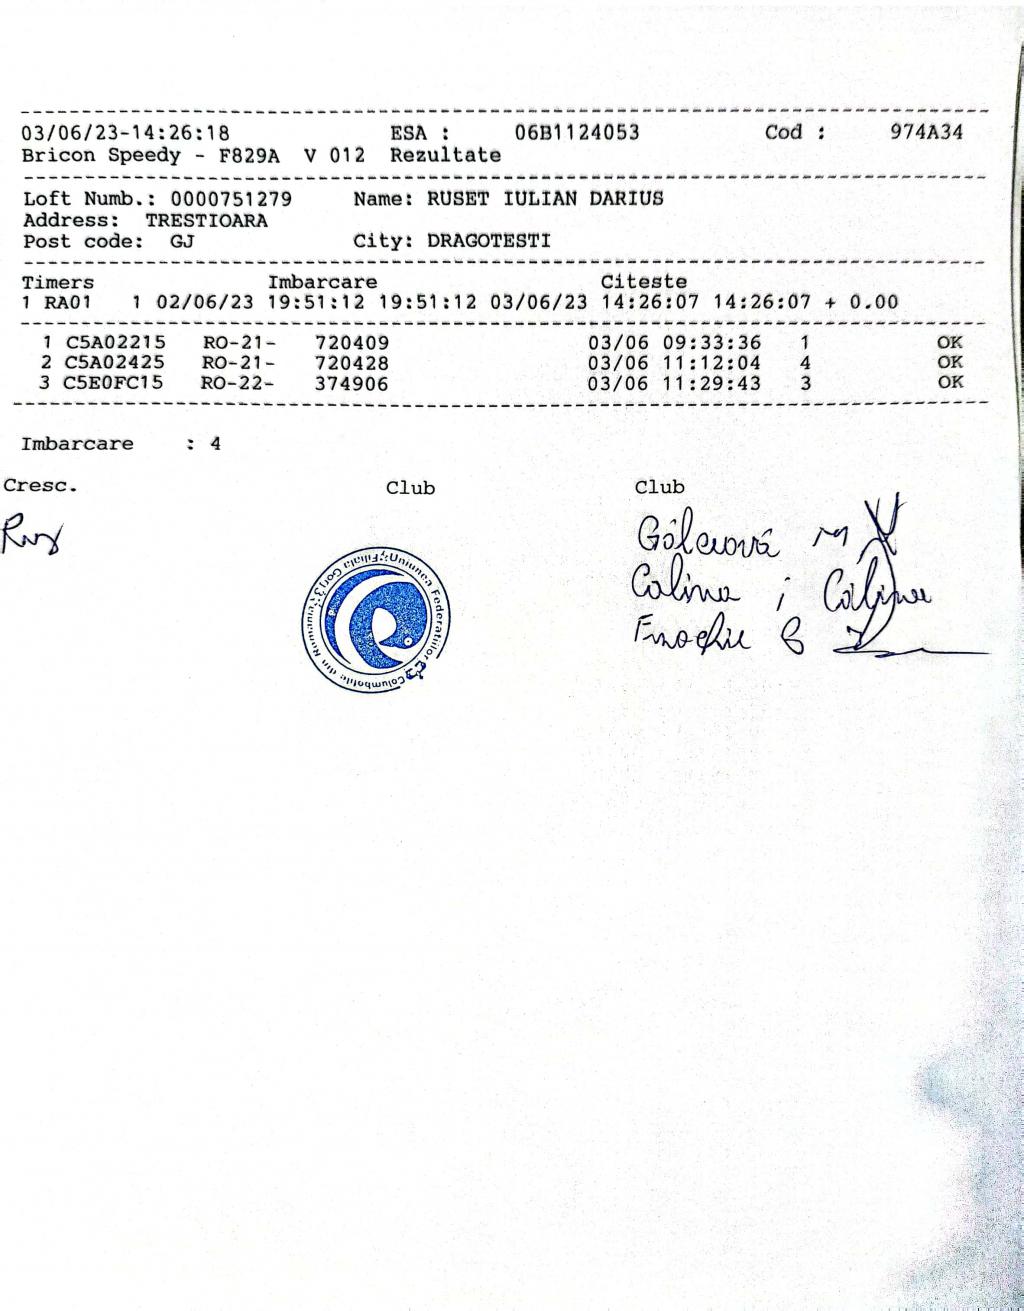 03/06/23-14:26:18 ESA : 06B1124053 Cod : 974A34
Bricon Speedy - F829A V 012 Rezultate
Loft Numb.: 0000751279 Name: RUSET IULIAN DARIUS
Address: TRESTIOARA
Post code: GJ City: DRAGOTESTI
Timers Imbarcare Citeste
1 RA01 1 02/06/23 19:51:12 19:51:12 03/06/23 14:26:07 14:26:07 + 0.00
1 C5A02215 RO-21- 720409 03/06 09:33:36 1 OK
2 C5A02425 RO-21- 720428 03/06 11:12:04 4 OK
3 C5E0FC15 RO-22- 374906 03/06 11:29:43 3 OK
Imbarcare : 4
Cresc. Club Club
Uniunea Federatiilor Columbofile din Romania
Filiala Gorj
Colina i